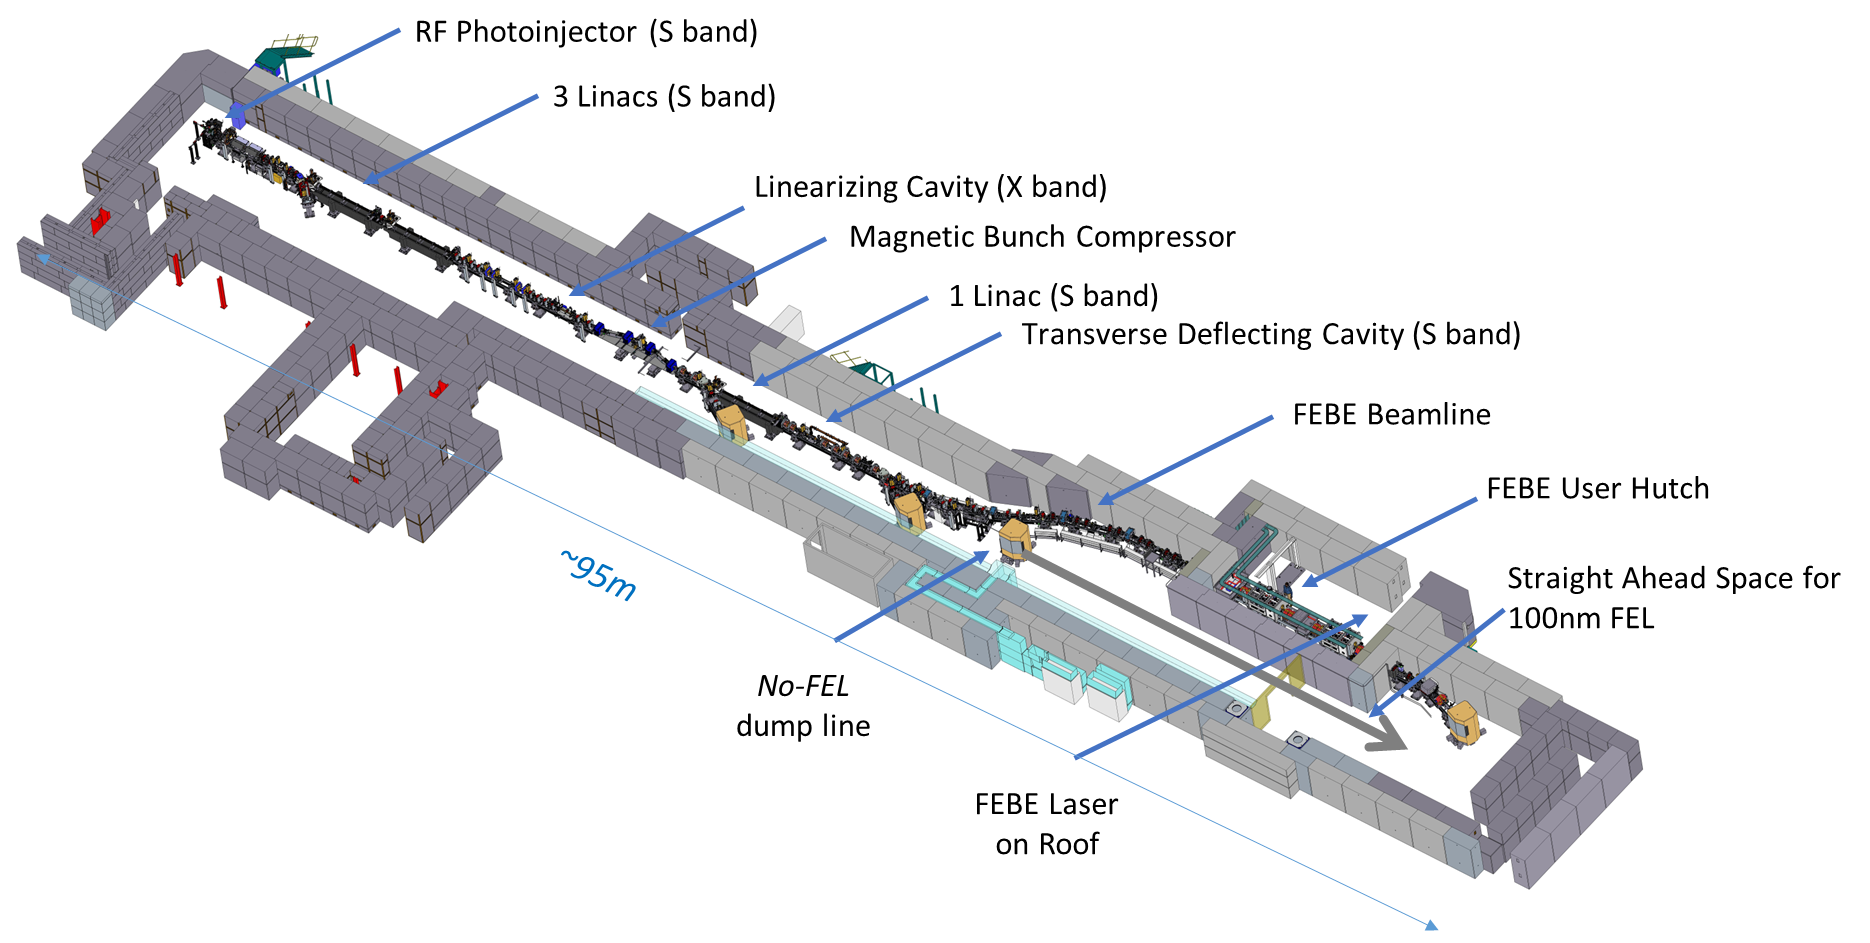 RF Photoinjector (S band)
3 Linacs (S band)
Linearizing Cavity (X band)
Magnetic Bunch Compressor
1 Linac (S band)
Transverse Deflecting Cavity (S band)
FEBE Beamline
FEBE User Hutch
Straight Ahead Space for
100nm FEL
~95m
No-FEL
dump line
FEBE Laser
on Roof